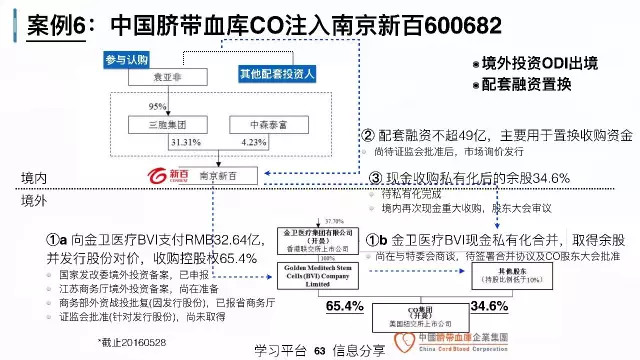 案例6：中国脐带血库CO注入南京新百600682
参与认购
袁亚非
其他配套投资人
境外投资ODI出境
配套融资置换
95%
三胞集团
中森泰富
31.31%
4.23%
② 配套融资不超49亿，主要用于置换收购资金
尚待证监会批准后，市场询价发行
新百
南京新百
境内
境外
③ 现金收购私有化后的余股34.6%
待私有化完成
境内再次现金重大收购，股东大会审议
37.70%
金卫医疗集团有限公司
（开曼）
香港联交所上市公司
100%
Golden Meditech Stem
Cells (BVI) Company
Limited
①a 向金卫医疗BVI支付RMB32.64亿，
并发行股份对价，收购控股权65.4%
国家发改委境外投资备案，已申报
江苏商务厅境外投资备案，尚在准备
商务部外资战投批复(因发行股份)，已报省商务厅
证监会批准(针对发行股份)，尚未取得
①b 金卫医疗BVI现金私有化合并，取得余股
尚在与特委会商谈，待签署合并协议及CO股东大会批准
其他股东
（持股比例低于10%）
65.4%
34.6%
CO集团
（开曼）
美国纽交所上市公司
*截止20160528
学习平台 63 信息分享
中国脐带血库企業集團
China Cord Blood Corporation